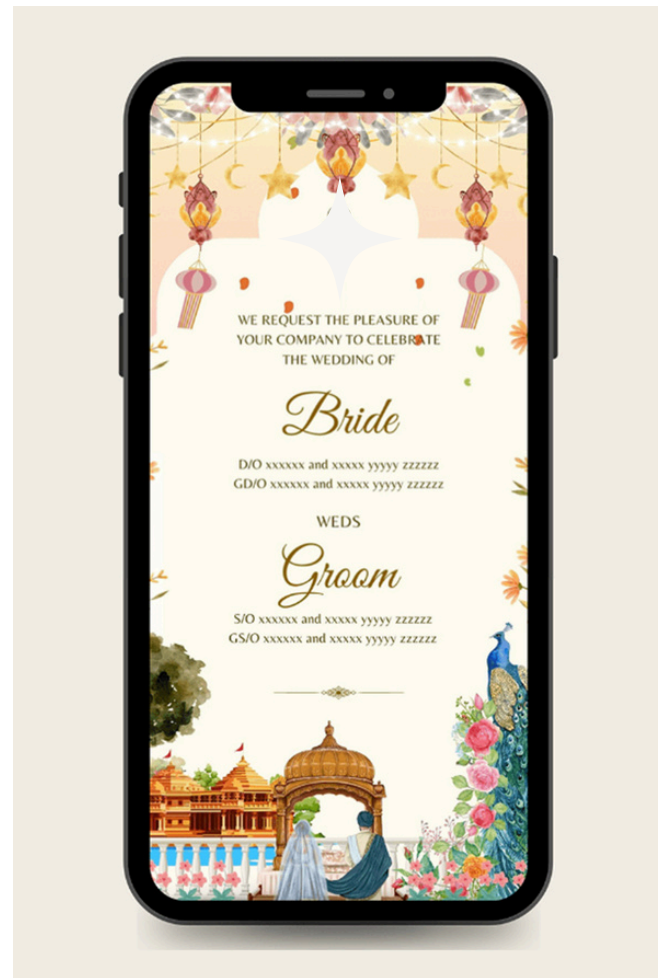 WE REQUEST THE PLEASURE OF
YOUR COMPANY TO CELEBRATE
THE WEDDING OF
Bride
D/O xxxxxx and xxxxx yyyyy zzzzzz
GD/O xxxxxx and xxxxx yyyyy zzzzzz
WEDS
Groom
S/O xxxxxx and xxxxx yyyyy zzzzzz
GS/O xxxxxx and xxxxx yyyyy zzzzzz